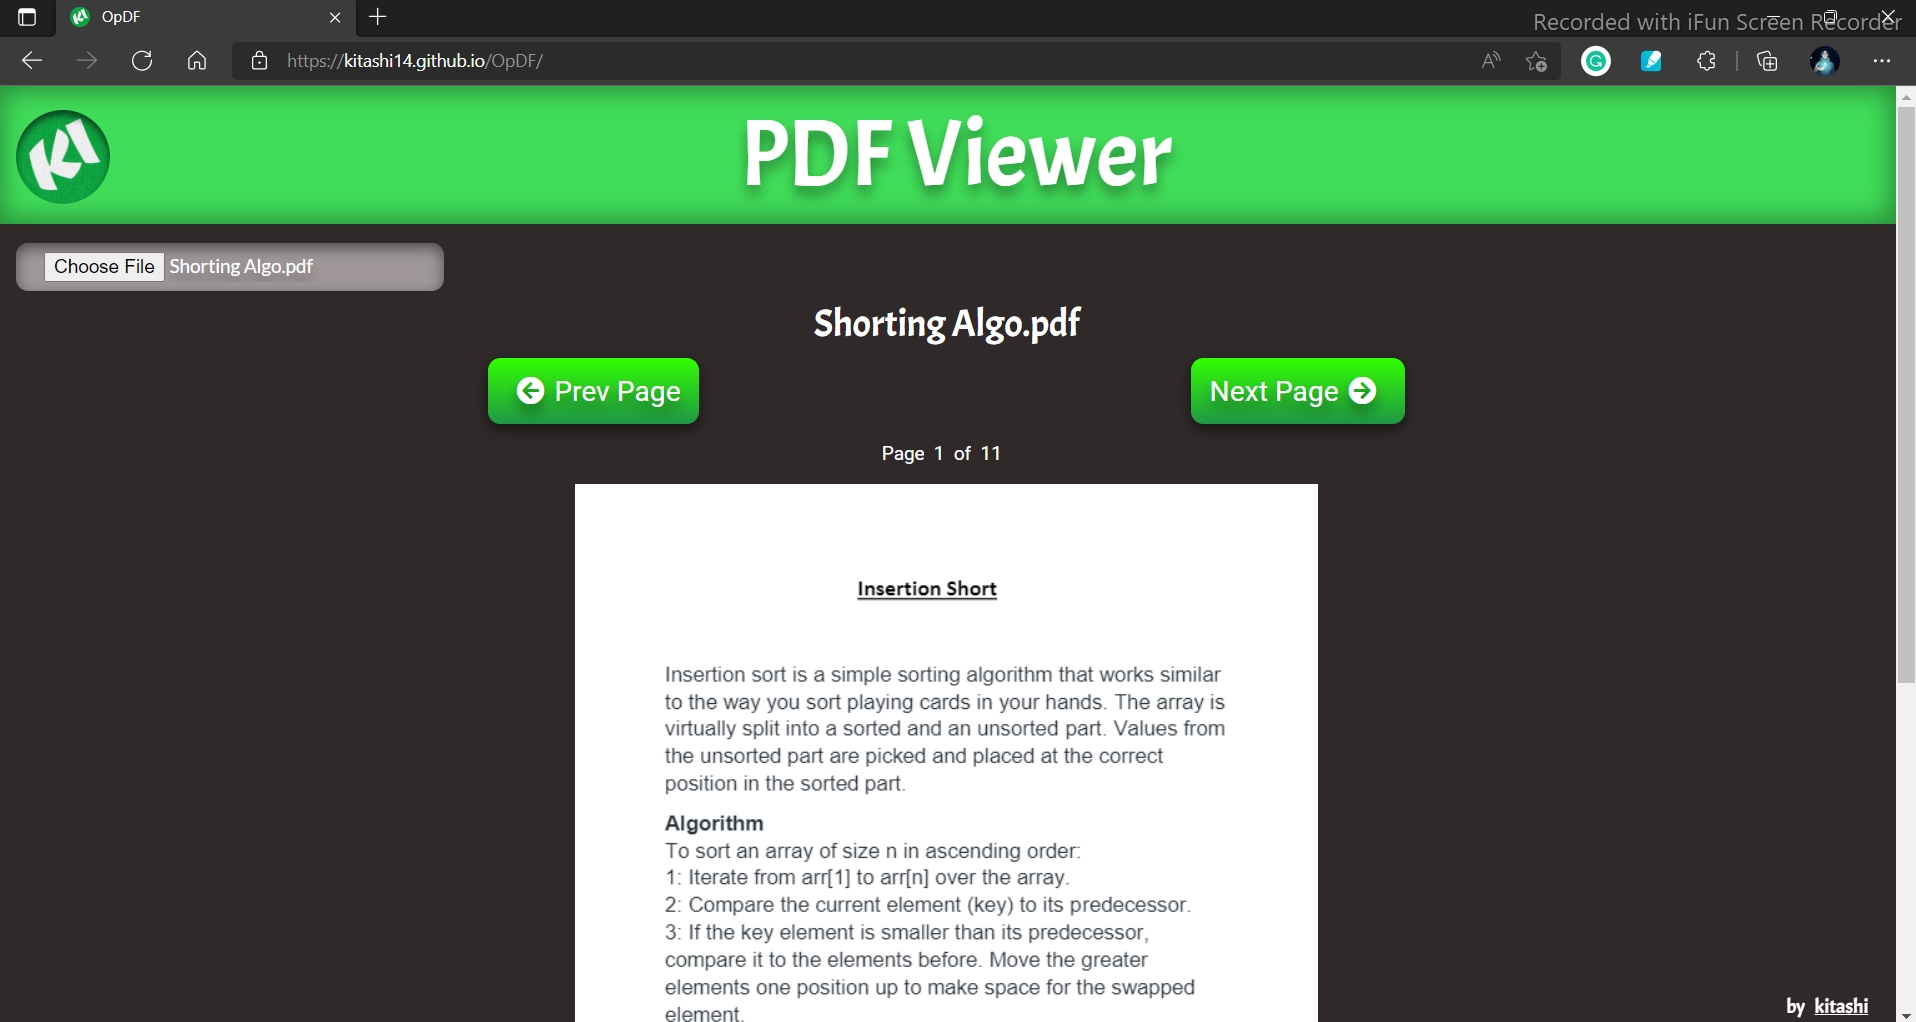 OpDF
Recorded with iFun Screen Recorder
https://kitashi14.github.io/OpDF/
KI
PDF Viewer
Choose File Shorting Algo.pdf
Shorting Algo.pdf
Prev Page
Next Page
Page 1 of 11
Insertion Short
Insertion sort is a simple sorting algorithm that works similar
to the way you sort playing cards in your hands. The array is
virtually split into a sorted and an unsorted part. Values from
the unsorted part are picked and placed at the correct
position in the sorted part.
Algorithm
To sort an array of size n in ascending order:
1: Iterate from arr[1] to arr[n] over the array.
2: Compare the current element (key) to its predecessor.
3: If the key element is smaller than its predecessor,
compare it to the elements before. Move the greater
elements one position up to make space for the swapped
element.
by kitashi